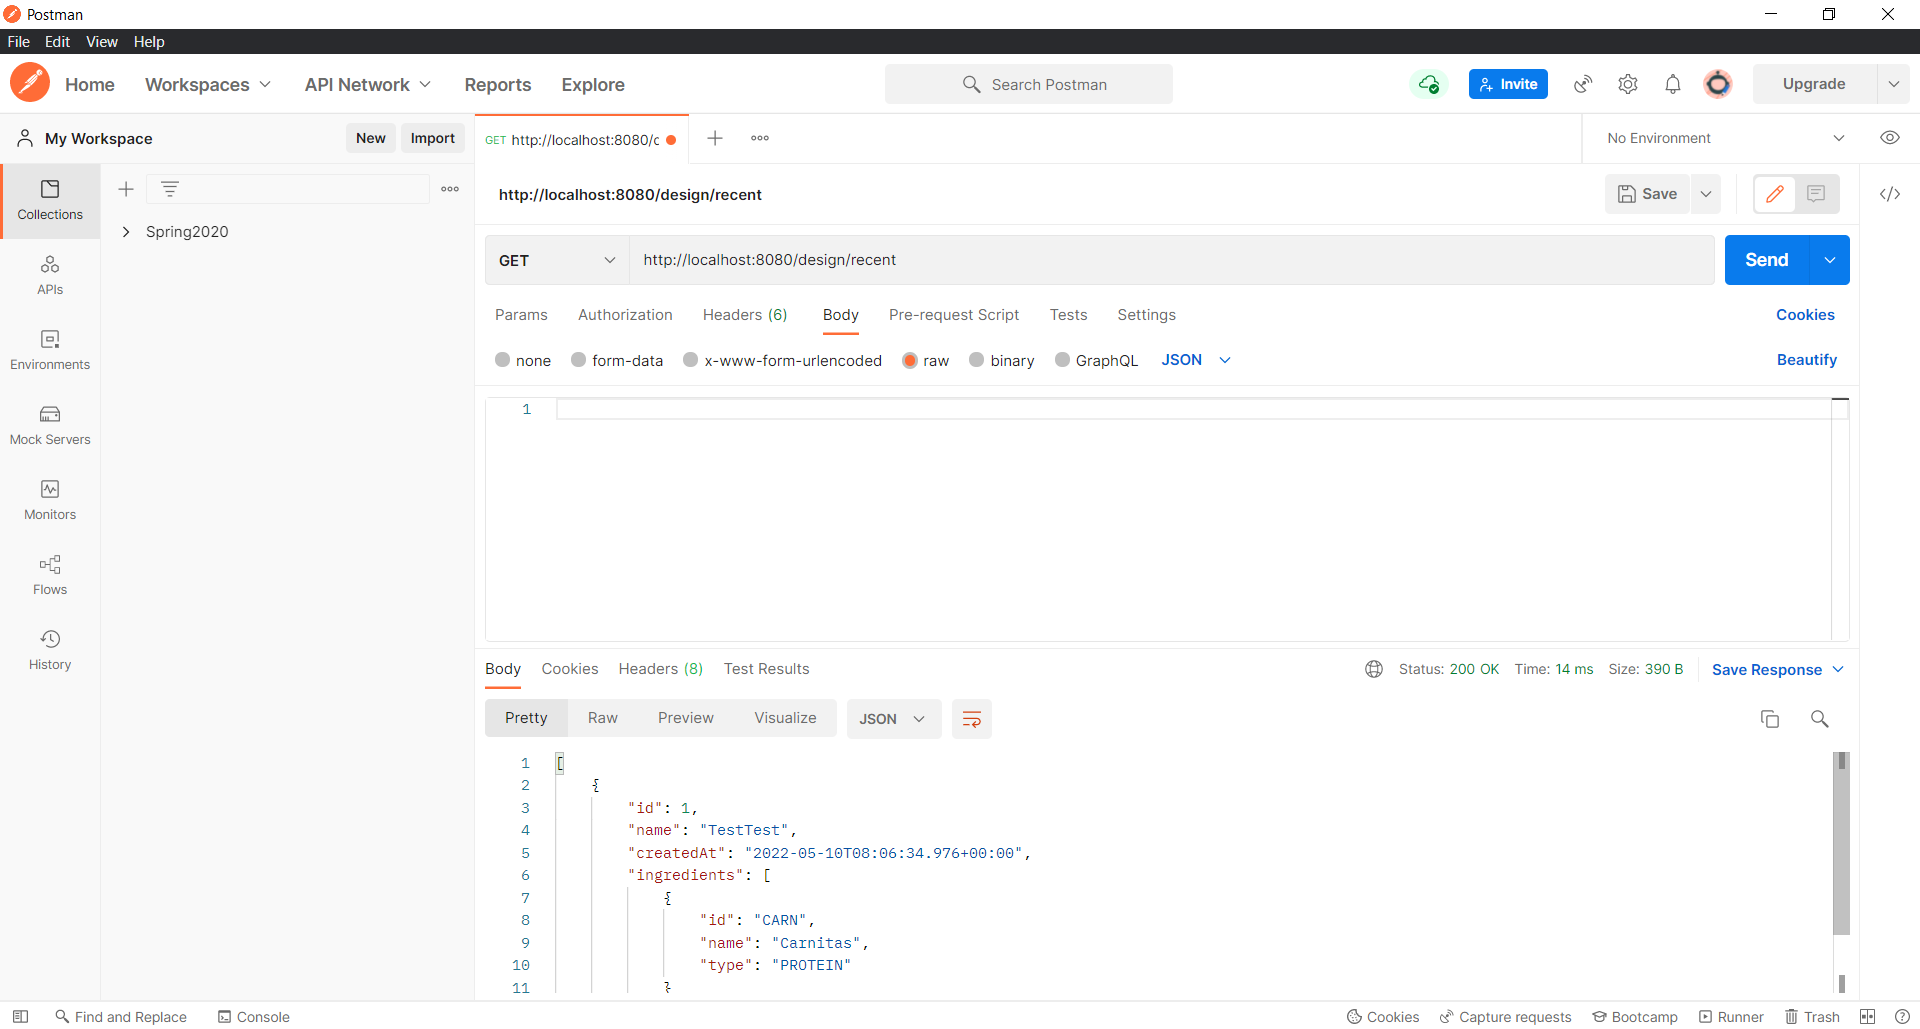 Postman
File Edit View Help
Home Workspaces API Network Reports Explore Search Postman Invite Upgrade
My Workspace New Import GET http://localhost:8080/c No Environment
Collections
http://localhost:8080/design/recent Save
Spring2020
GET http://localhost:8080/design/recent Send
APIs
Params Authorization Headers (6) Body Pre-request Script Tests Settings Cookies
Environments
none form-data x-www-form-urlencoded raw binary GraphQL JSON Beautify
1
Mock Servers
Monitors
Flows
History
Body Cookies Headers (8) Test Results Status: 200 OK Time: 14 ms Size: 390 B Save Response
Pretty Raw Preview Visualize JSON
1 [
2 {
3 "id": 1,
4 "name": "TestTest",
5 "createdAt": "2022-05-10T08:06:34.976+00:00",
6 "ingredients": [
7 {
8 "id": "CARN",
9 "name": "Carnitas",
10 "type": "PROTEIN"
11 }
Find and Replace Console Cookies Capture requests Bootcamp Runner Trash